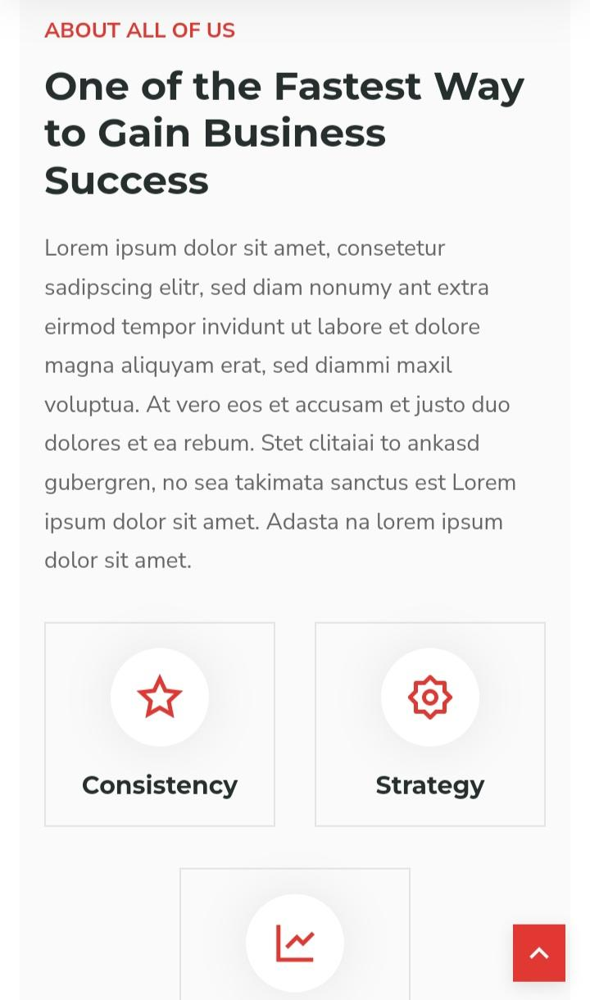 ABOUT ALL OF US
One of the Fastest Way
to Gain Business
Success
Lorem ipsum dolor sit amet, consetetur
sadipscing elitr, sed diam nonumy ant extra
eirmod tempor invidunt ut labore et dolore
magna aliquyam erat, sed diammi maxil
voluptua. At vero eos et accusam et justo duo
dolores et ea rebum. Stet clitaiai to ankasd
gubergren, no sea takimata sanctus est Lorem
ipsum dolor sit amet. Adasta na lorem ipsum
dolor sit amet.
Consistency
Strategy